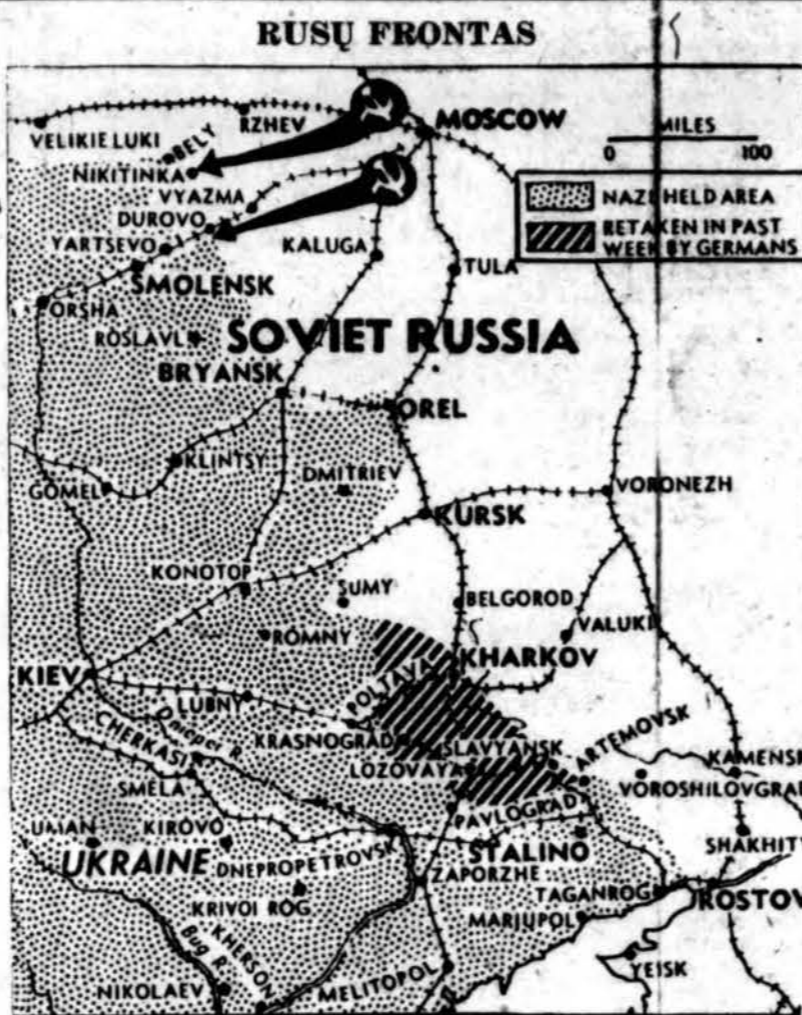 RUSŲ FRONTAS
MOSCOW
RZHEV
VELIKIE LUKI
BELY
NIKITINKA
VYAZMA
DUROVO
YARTSEVO
SMOLENSK
KALUGA
TULA
MILES
0 100
NAZI HELD AREA
RETAKEN IN PAST
WEEK BY GERMANS
ORSHA
ROSLAVL
SOVIET RUSSIA
BRYANSK
OREL
KLINTSY
GOMEL
DMITRIEV
VORONEZH
KURSK
KONOTOP
SUMY
BELGOROD
ROMNY
VALUKI
KHARKOV
KIEV
LUBNY
POLTAVA
Dnieper R.
CHERKASI
KRASNOGRAD
SLAVYANSK
ARTEMOVSK
LOZOVAYA
KAMENSK
VOROSHILOVGRAD
SMELA
PAVLOGRAD
UMAN
KIROVO
UKRAINE
DNEPROPETROVSK
STALINO
SHAKHTY
ZAPORZHE
TAGANROG
ROSTOV
KRIVOI ROG
MARJUPOL
Bug R.
KHERSON
YEISK
NIKOLAEV
MELITOPOL